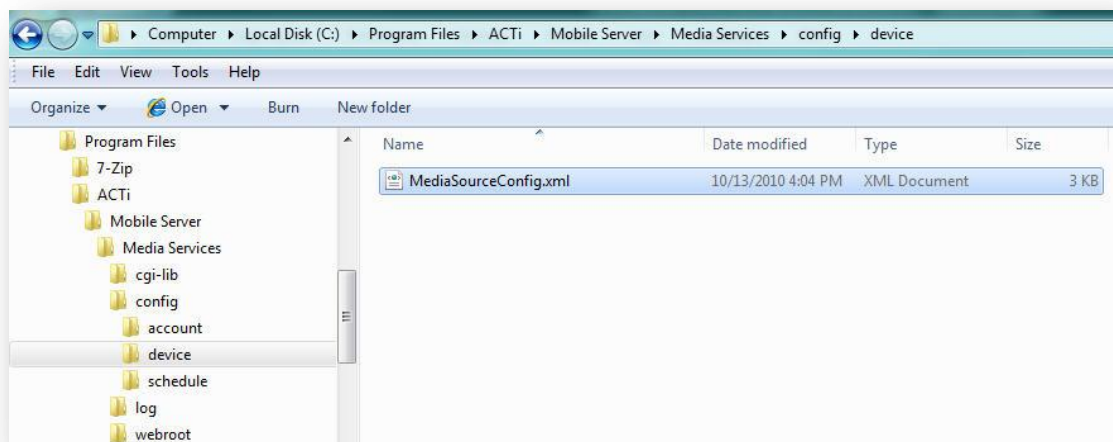 Computer Local Disk (C:) Program Files ACTi Mobile Server Media Services config device
File Edit View Tools Help
Organize Open Burn New folder
Program Files
7-Zip
ACTi
Mobile Server
Media Services
cgi-lib
config
account
device
schedule
log
webroot
Name Date modified Type Size
MediaSourceConfig.xml 10/13/2010 4:04 PM XML Document 3 KB